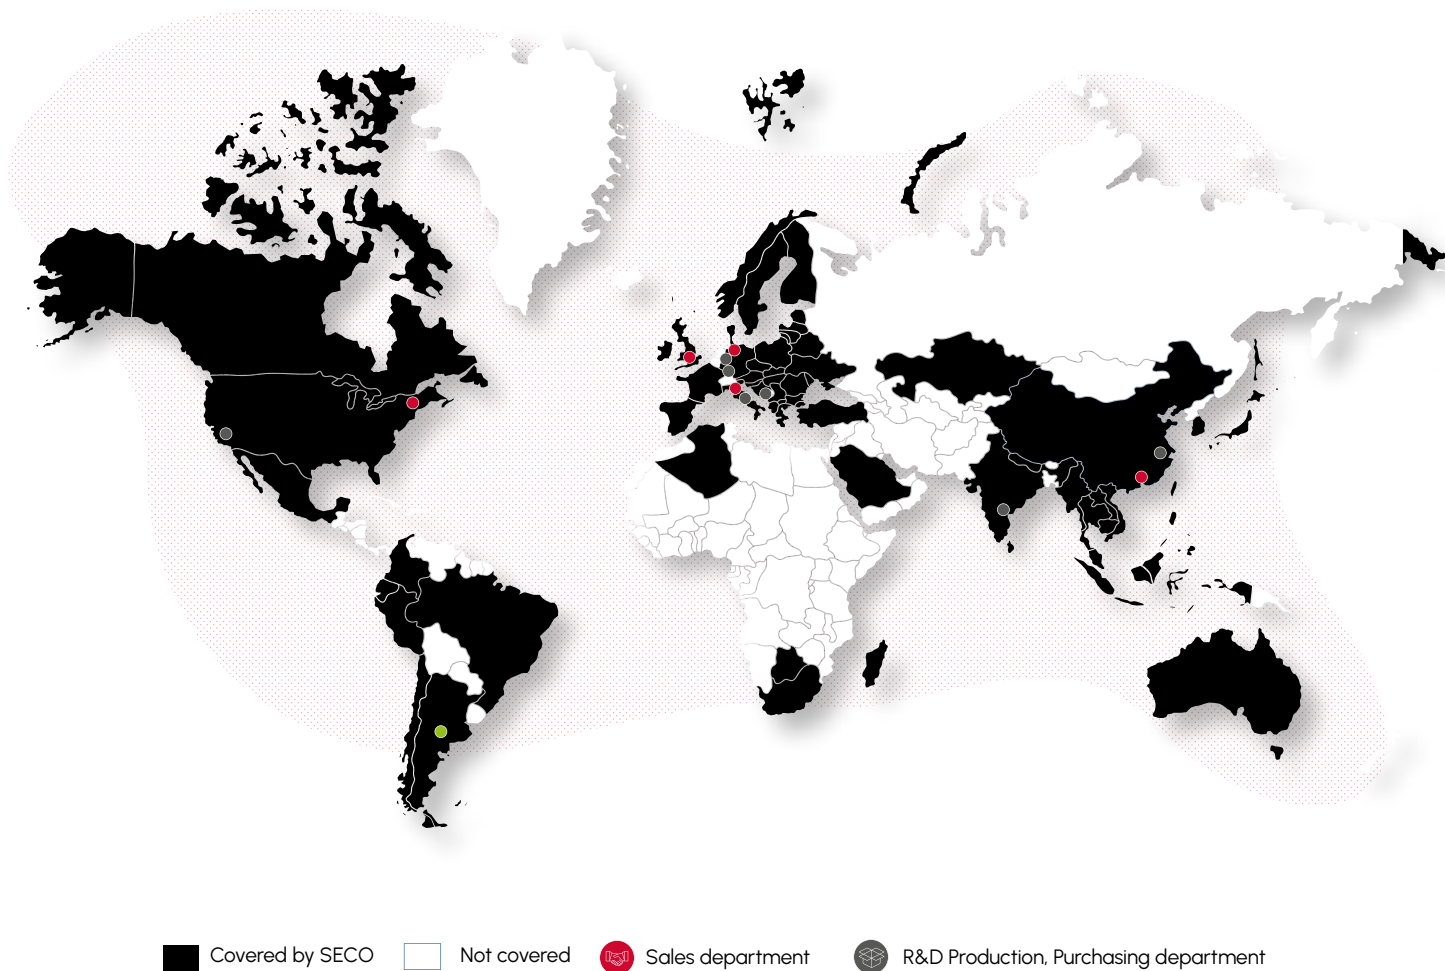 Covered by SECO
Not covered
Sales department
R&D Production, Purchasing department